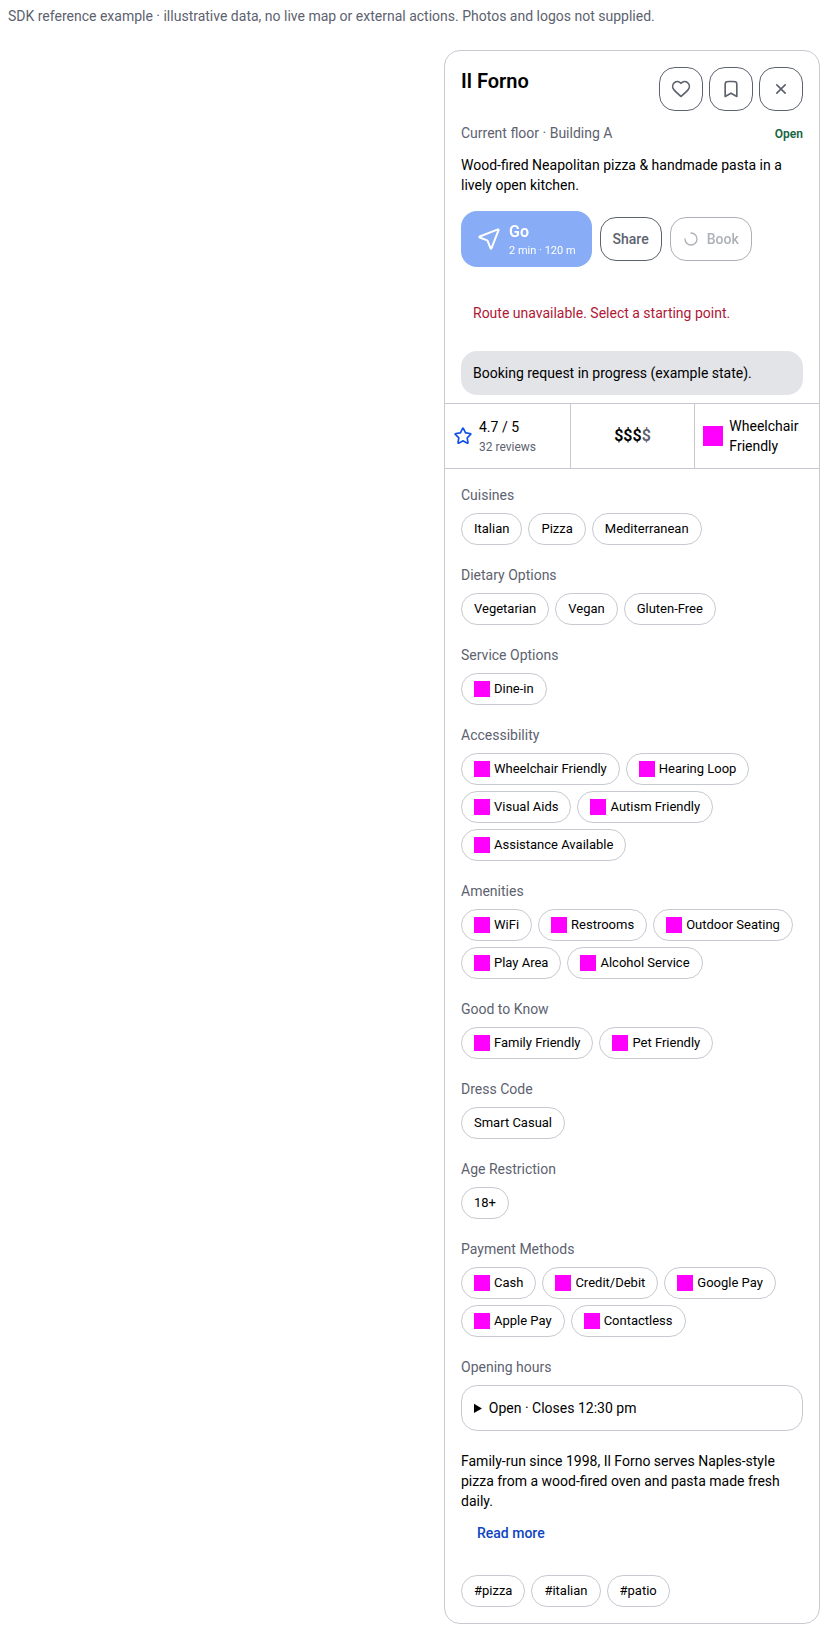 SDK reference example · illustrative data, no live map or external actions. Photos and logos not supplied.
Il Forno
Current floor · Building A
Open
Wood-fired Neapolitan pizza & handmade pasta in a
lively open kitchen.
Go
2 min · 120 m
Share
Book
Route unavailable. Select a starting point.
Booking request in progress (example state).
4.7 / 5
32 reviews
$$$$
Wheelchair
Friendly
Cuisines
Italian
Pizza
Mediterranean
Dietary Options
Vegetarian
Vegan
Gluten-Free
Service Options
Dine-in
Accessibility
Wheelchair Friendly
Hearing Loop
Visual Aids
Autism Friendly
Assistance Available
Amenities
WiFi
Restrooms
Outdoor Seating
Play Area
Alcohol Service
Good to Know
Family Friendly
Pet Friendly
Dress Code
Smart Casual
Age Restriction
18+
Payment Methods
Cash
Credit/Debit
Google Pay
Apple Pay
Contactless
Opening hours
Open · Closes 12:30 pm
Family-run since 1998, Il Forno serves Naples-style
pizza from a wood-fired oven and pasta made fresh
daily.
Read more
#pizza
#italian
#patio